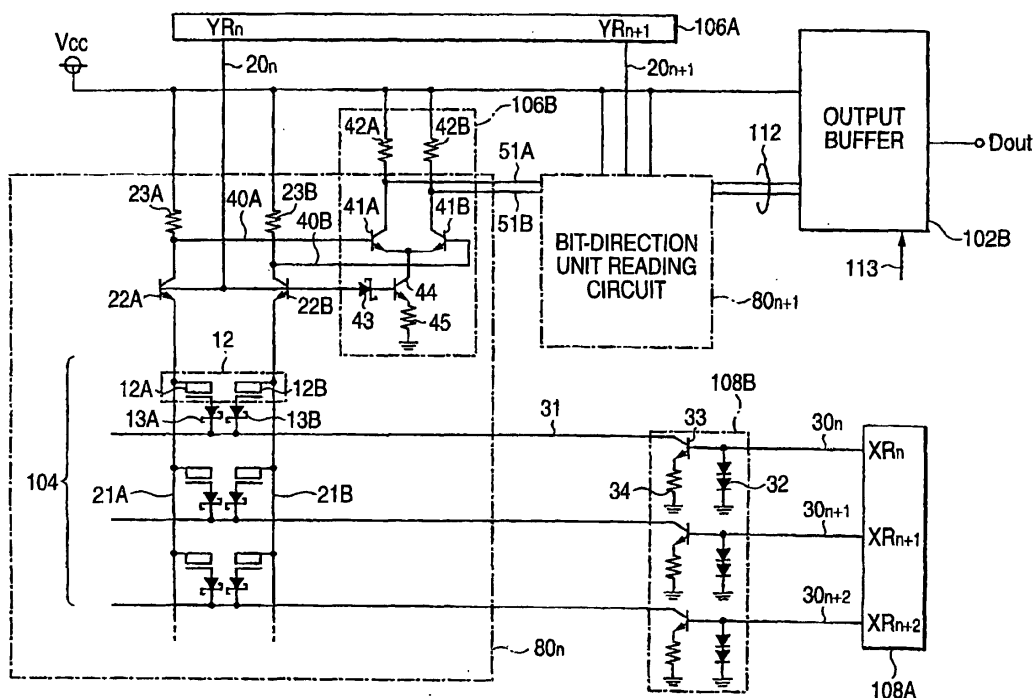 YRn
YRn+1
106A
Vcc
20n
20n+1
106B
42A
42B
112
OUTPUT
BUFFER
Dout
51A
51B
102B
113
23A
40A
23B
40B
41A
41B
BIT-DIRECTION
UNIT READING
CIRCUIT
80n+1
22A
22B
43
44
45
12
12A
12B
13A
13B
31
108B
33
30n
XRn
104
21A
21B
34
32
30n+1
XRn+1
30n+2
XRn+2
80n
108A